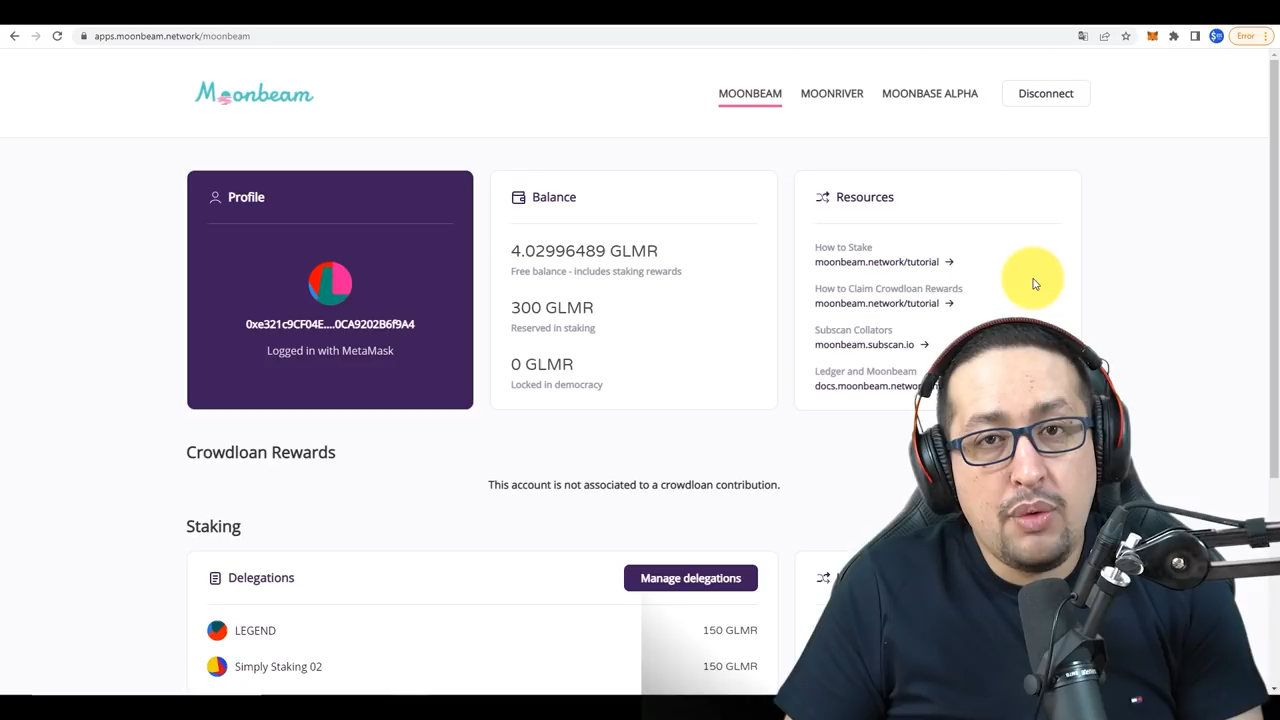 apps.moonbeam.network/moonbeam
Error
Moonbeam
MOONBEAM
MOONRIVER
MOONBASE ALPHA
Disconnect
Profile
0xe321c9CF04E....0CA9202B6f9A4
Logged in with MetaMask
Balance
4.02996489 GLMR
Free balance - includes staking rewards
300 GLMR
Reserved in staking
0 GLMR
Locked in democracy
Resources
How to Stake
moonbeam.network/tutorial
How to Claim Crowdloan Rewards
moonbeam.network/tutorial
Subscan Collators
moonbeam.subscan.io
Ledger and Moonbeam
Crowdloan Rewards
This account is not associated to a crowdloan contribution.
Staking
Delegations
Manage delegations
LEGEND
150 GLMR
Simply Staking 02
150 GLMR